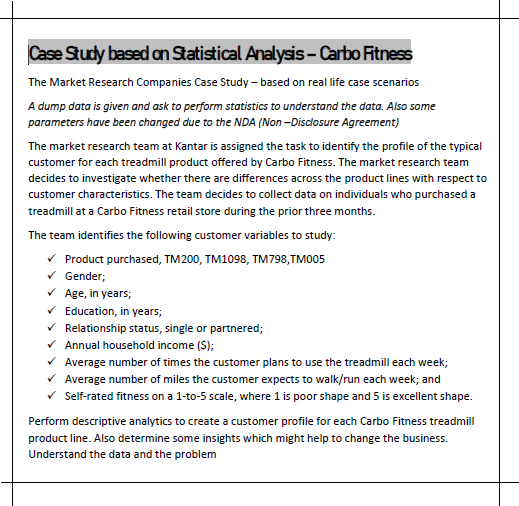 Case Study based on Statistical Analysis – Carbo Fitness
The Market Research Companies Case Study – based on real life case scenarios
A dump data is given and ask to perform statistics to understand the data. Also some
parameters have been changed due to the NDA (Non –Disclosure Agreement)
The market research team at Kantar is assigned the task to identify the profile of the typical
customer for each treadmill product offered by Carbo Fitness. The market research team
decides to investigate whether there are differences across the product lines with respect to
customer characteristics. The team decides to collect data on individuals who purchased a
treadmill at a Carbo Fitness retail store during the prior three months.
The team identifies the following customer variables to study:
✓ Product purchased, TM200, TM1098, TM798,TM005
✓ Gender;
✓ Age, in years;
✓ Education, in years;
✓ Relationship status, single or partnered;
✓ Annual household income ($);
✓ Average number of times the customer plans to use the treadmill each week;
✓ Average number of miles the customer expects to walk/run each week; and
✓ Self-rated fitness on a 1-to-5 scale, where 1 is poor shape and 5 is excellent shape.
Perform descriptive analytics to create a customer profile for each Carbo Fitness treadmill
product line. Also determine some insights which might help to change the business.
Understand the data and the problem